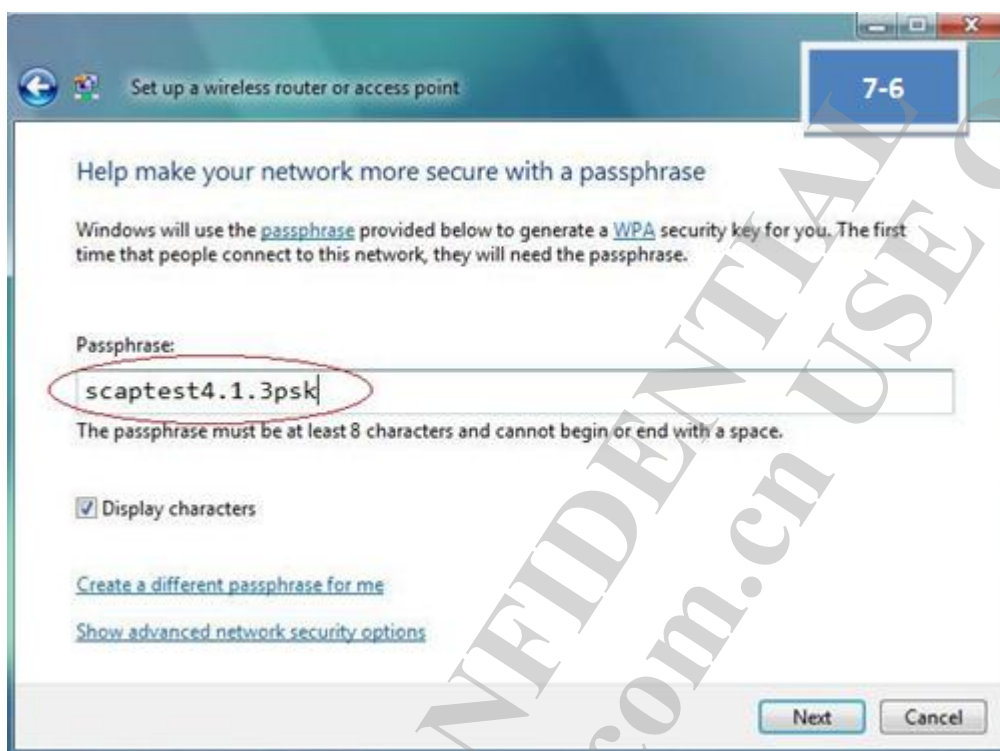 Set up a wireless router or access point
7-6
Help make your network more secure with a passphrase
Windows will use the passphrase provided below to generate a WPA security key for you. The first
time that people connect to this network, they will need the passphrase.
Passphrase:
scaptest4.1.3psk
The passphrase must be at least 8 characters and cannot begin or end with a space.
Display characters
Create a different passphrase for me
Show advanced network security options
Next
Cancel
NFIDENTIAL
com.cn USE